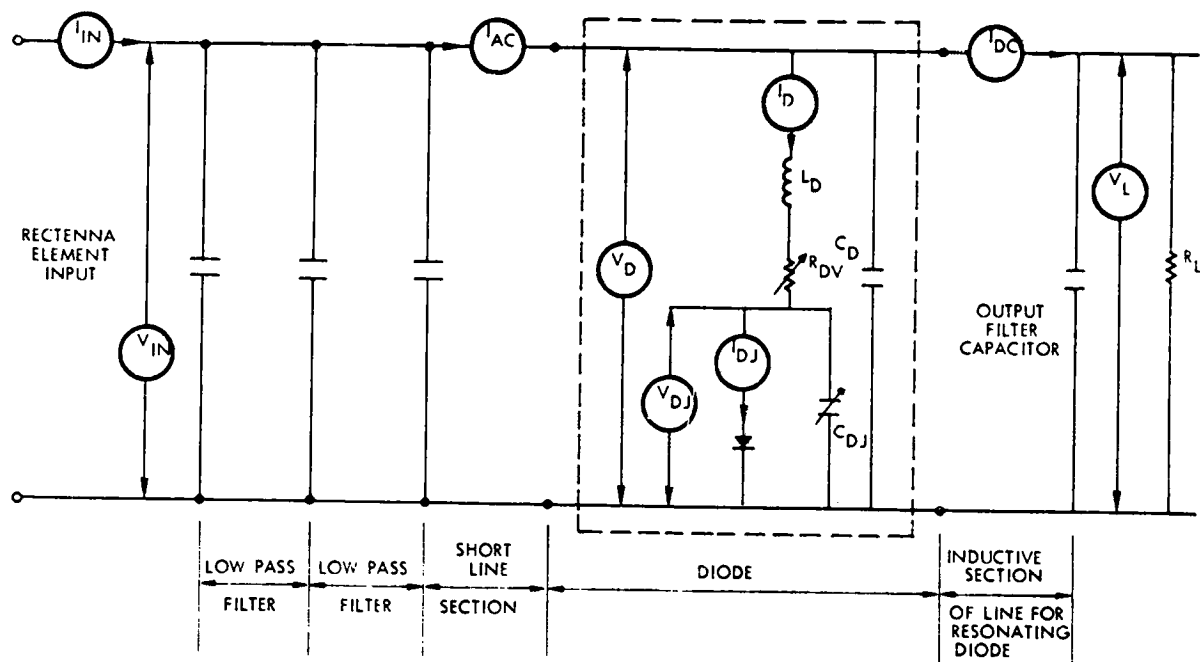 I_IN
I_AC
I_DC
I_D
L_D
V_L
RECTENNA
ELEMENT
INPUT
V_D
R_DV
C_D
R_L
V_IN
OUTPUT
FILTER
CAPACITOR
I_DJ
V_DJ
C_DJ
LOW PASS
FILTER
LOW PASS
FILTER
SHORT
LINE
SECTION
DIODE
INDUCTIVE
SECTION
OF LINE FOR
RESONATING
DIODE